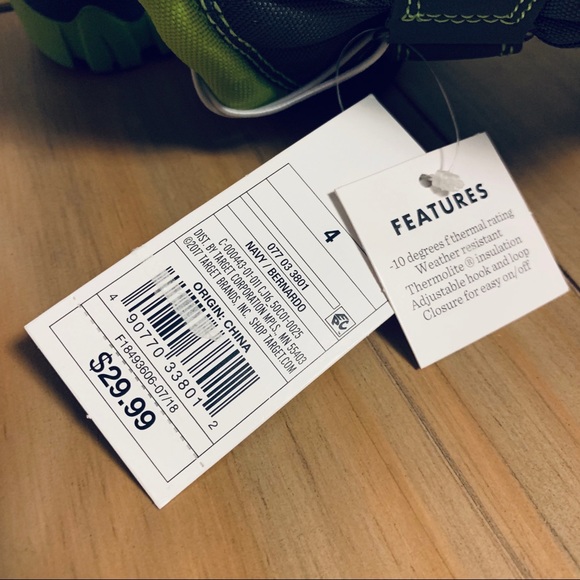 4
077 03 3801
NAVY / BERNARDO
C-000443-01-011 CJ16 50CD1-0025
DIST. BY TARGET CORPORATION MPLS., MN 55403
©2017 TARGET BRANDS, INC. SHOP TARGET.COM
ORIGIN: CHINA
4 90770 33801 2
F18493606-07/18
$29.99
FEATURES
-10 degrees f thermal rating
Weather resistant
Thermolite ® insulation
Adjustable hook and loop
Closure for easy on/off